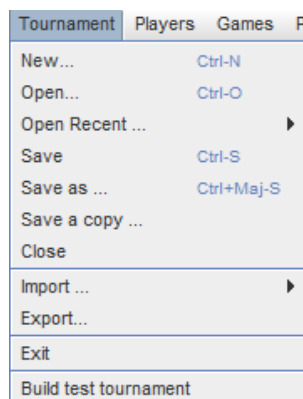 Tournament Players Games
New... Ctrl-N
Open... Ctrl-O
Open Recent ...
Save Ctrl-S
Save as ... Ctrl+Maj-S
Save a copy ...
Close
Import ...
Export...
Exit
Build test tournament